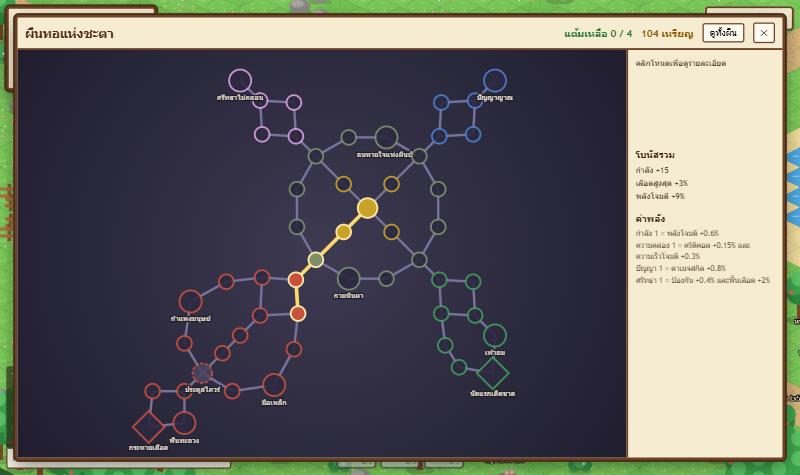 ผืนทอแห่งชะตา
แต้มเหลือ 0 / 4
104 เหรียญ
ดูทั้งผืน
×
คลิกโหนดเพื่อดูรายละเอียด
ศรัทธาไม่คลอน
ปัญญาญาณ
ลมหายใจแห่งผืนป่า
โบนัสรวม
กำลัง +15
เลือดสูงสุด +3%
พลังโจมตี +9%
ค่าพลัง
กำลัง 1 = พลังโจมตี +0.6%
ความคล่อง 1 = คริติคอล +0.15% และ
ความเร็วโจมตี +0.3%
ปัญญา 1 = ดาเมจสกิล +0.8%
ศรัทธา 1 = ป้องกัน +0.4% และฟื้นเลือด +2%
กายหินผา
กำแพงมนุษย์
เท้าลม
ประตูสโตร์
มือเหล็ก
นัดแรกเด็ดขาด
ฟันทะลวง
กระหายเลือด